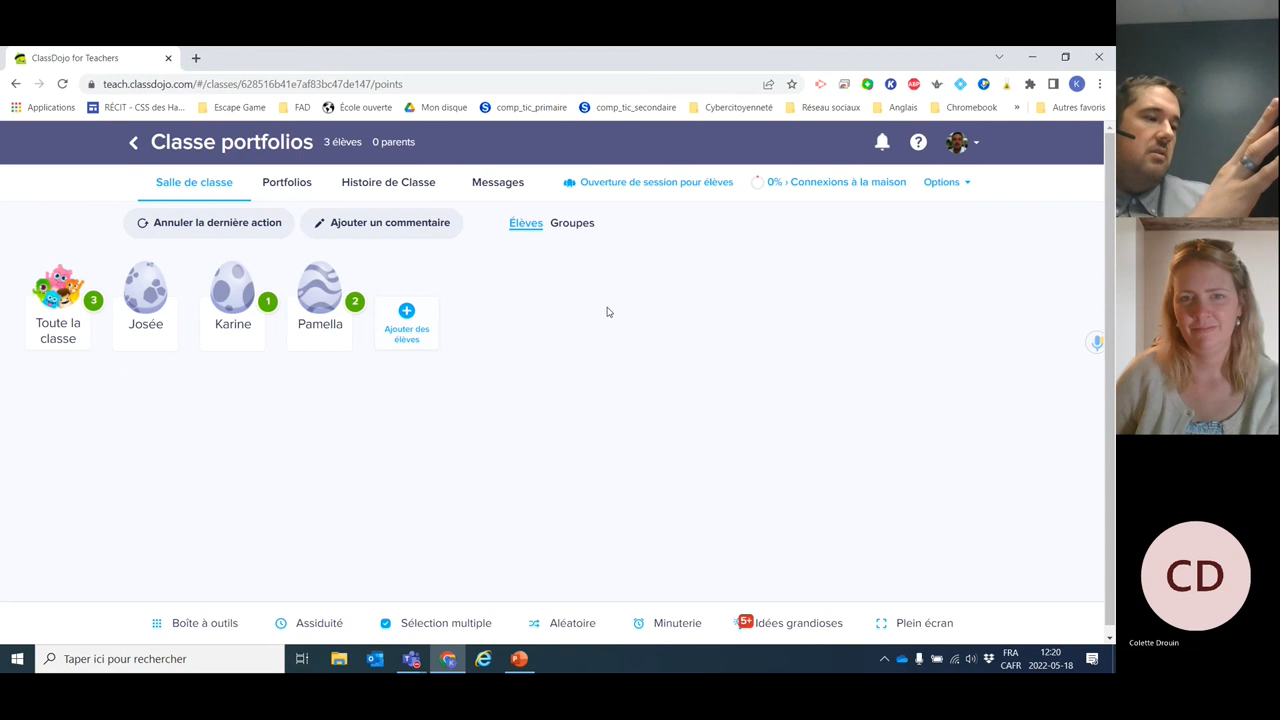 ClassDojo for Teachers
teach.classdojo.com/#/classes/628516b41e7af83bc47de147/points
K
Applications RÉCIT - CSS des Ha... Escape Game FAD École ouverte Mon disque comp_tic_primaire comp_tic_secondaire Cybercitoyenneté Réseau sociaux Anglais Chromebook » Autres favoris
Classe portfolios 3 élèves 0 parents
Salle de classe Portfolios Histoire de Classe Messages Ouverture de session pour élèves 0% › Connexions à la maison Options
Annuler la dernière action Ajouter un commentaire Élèves Groupes
3 1 2
Toute la classe Josée Karine Pamella Ajouter des élèves
Boîte à outils Assiduité Sélection multiple Aléatoire Minuterie 5+ Idées grandioses Plein écran
Taper ici pour rechercher
FRA 12:20
CAFR 2022-05-18
CD
Colette Drouin